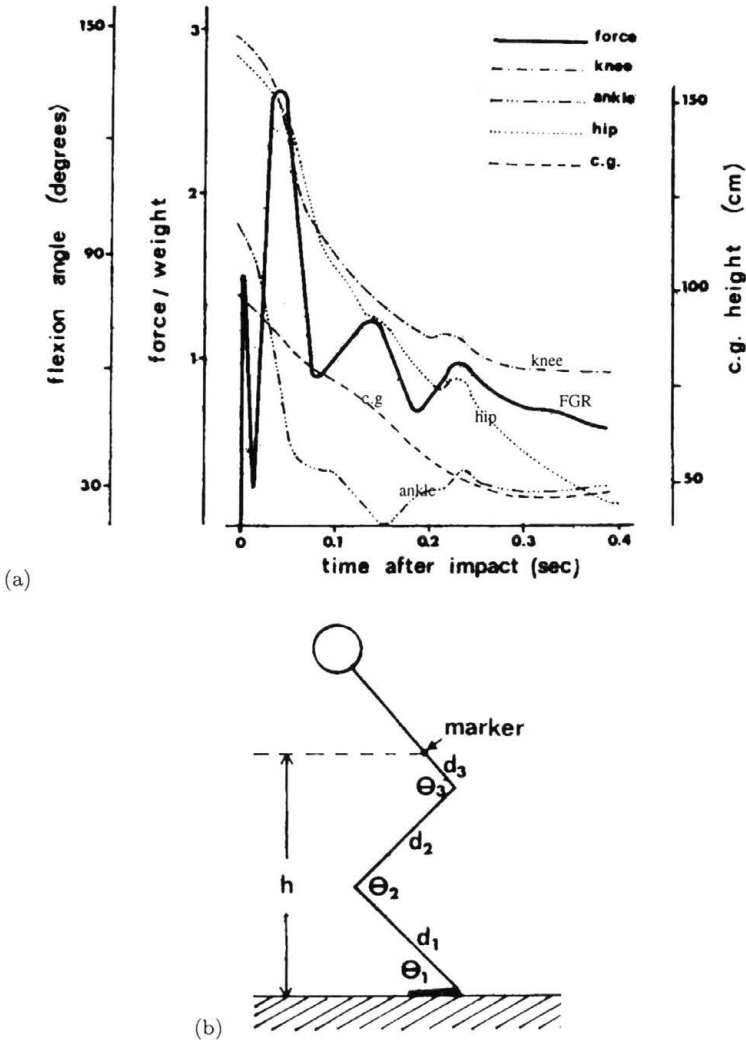 150
90
30
flexion angle (degrees)
3
2
1
force/weight
force
knee
ankle
hip
c.g.
150
100
50
c.g. height (cm)
knee
FGR
hip
c.g
ankle
0 0.1 0.2 0.3 0.4
time after impact (sec)
(a)
marker
d₃
Θ₃
d₂
h
Θ₂
d₁
Θ₁
(b)